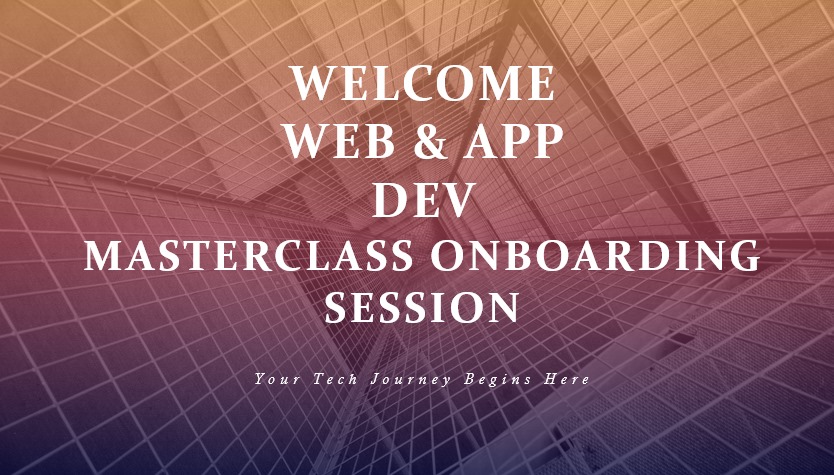 WELCOME
WEB & APP
DEV
MASTERCLASS ONBOARDING
SESSION
Your Tech Journey Begins Here